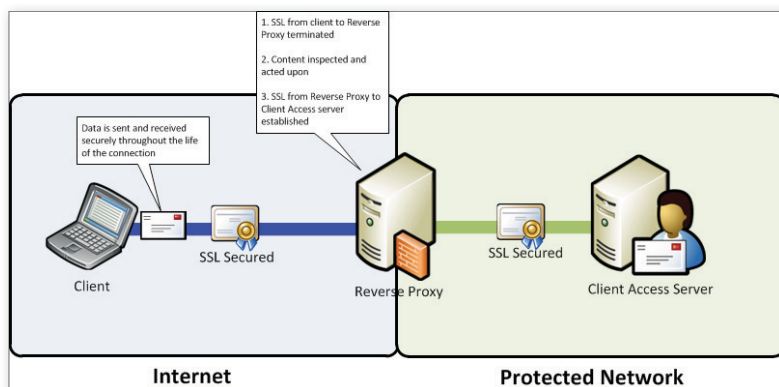 1. SSL from client to Reverse
Proxy terminated
2. Content inspected and
acted upon
3. SSL from Reverse Proxy to
Client Access server
established
Data is sent and received
securely throughout the life
of the connection
SSL Secured
SSL Secured
Client
Reverse Proxy
Client Access Server
Internet
Protected Network